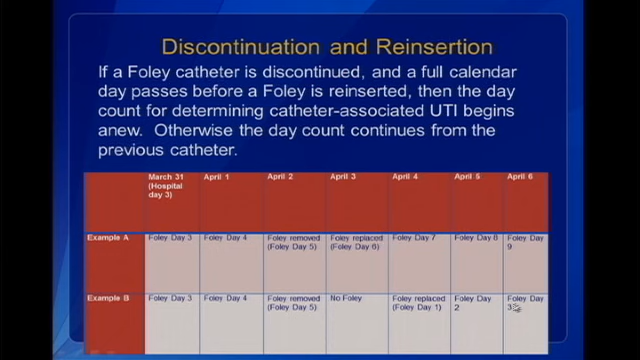 Discontinuation and Reinsertion
If a Foley catheter is discontinued, and a full calendar
day passes before a Foley is reinserted, then the day
count for determining catheter-associated UTI begins
anew. Otherwise the day count continues from the
previous catheter.
March 31 (Hospital day 3) April 1 April 2 April 3 April 4 April 5 April 6
Example A Foley Day 3 Foley Day 4 Foley removed (Foley Day 5) Foley replaced (Foley Day 6) Foley Day 7 Foley Day 8 Foley Day 9
Example B Foley Day 3 Foley Day 4 Foley removed (Foley Day 5) No Foley Foley replaced (Foley Day 1) Foley Day 2 Foley Day 3